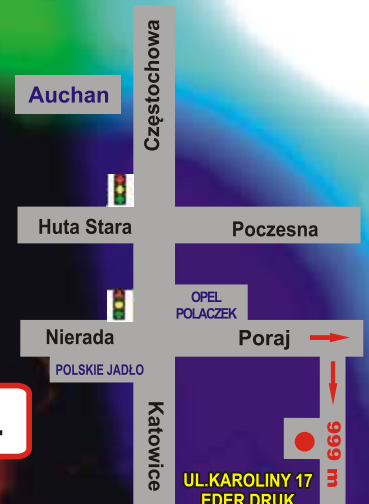 Częstochowa
Auchan
Huta Stara
Poczesna
OPEL
POLACZEK
Nierada
Poraj
POLSKIE JADŁO
Katowice
999 m
UL.KAROLINY 17
EDER DRUK